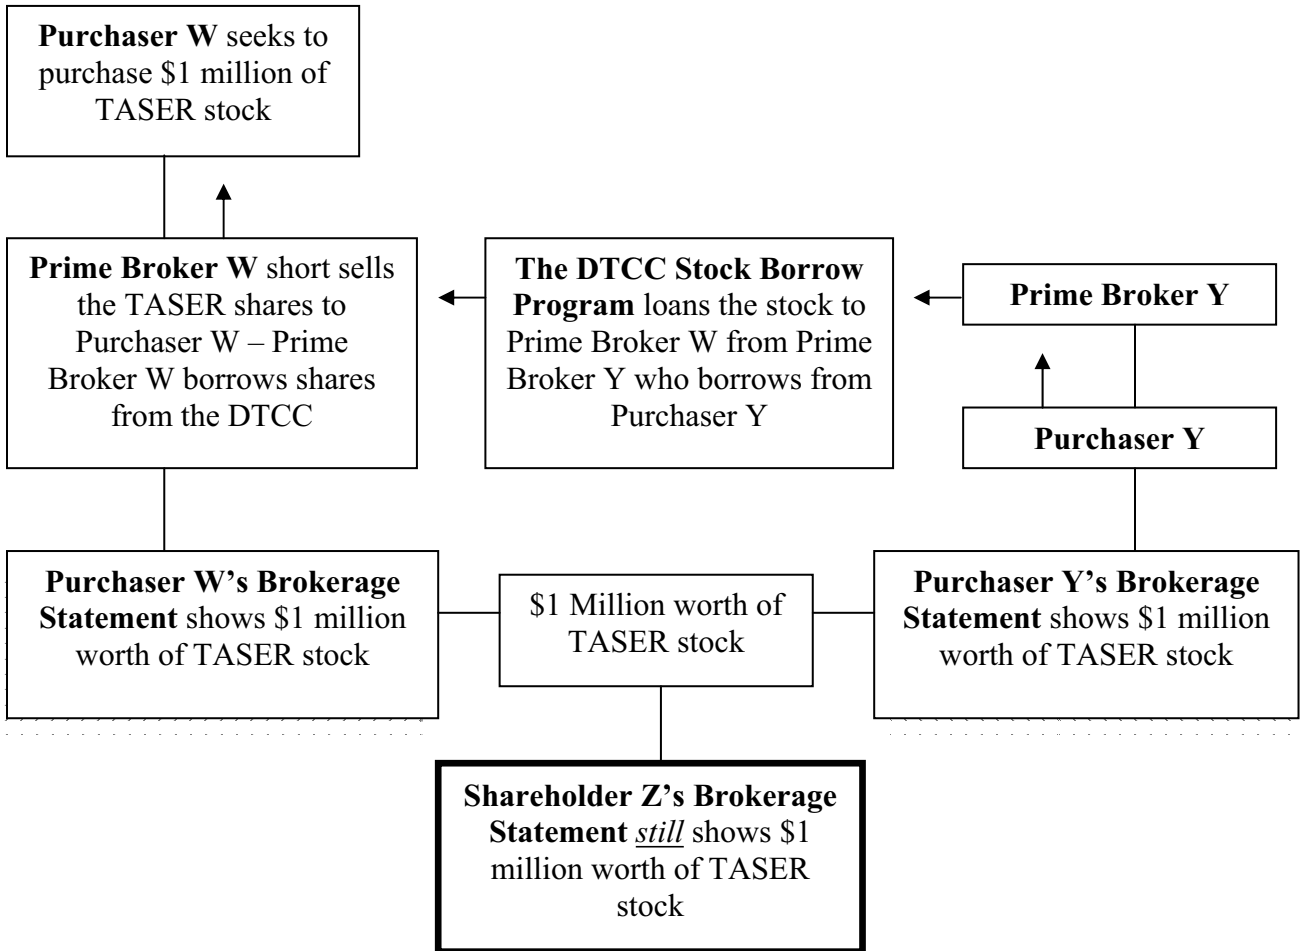 Purchaser W seeks to
purchase $1 million of
TASER stock
Prime Broker W short sells
the TASER shares to
Purchaser W – Prime
Broker W borrows shares
from the DTCC
The DTCC Stock Borrow
Program loans the stock to
Prime Broker W from Prime
Broker Y who borrows from
Purchaser Y
Prime Broker Y
Purchaser Y
Purchaser W's Brokerage
Statement shows $1 million
worth of TASER stock
$1 Million worth of
TASER stock
Purchaser Y's Brokerage
Statement shows $1 million
worth of TASER stock
Shareholder Z's Brokerage
Statement still shows $1
million worth of TASER
stock